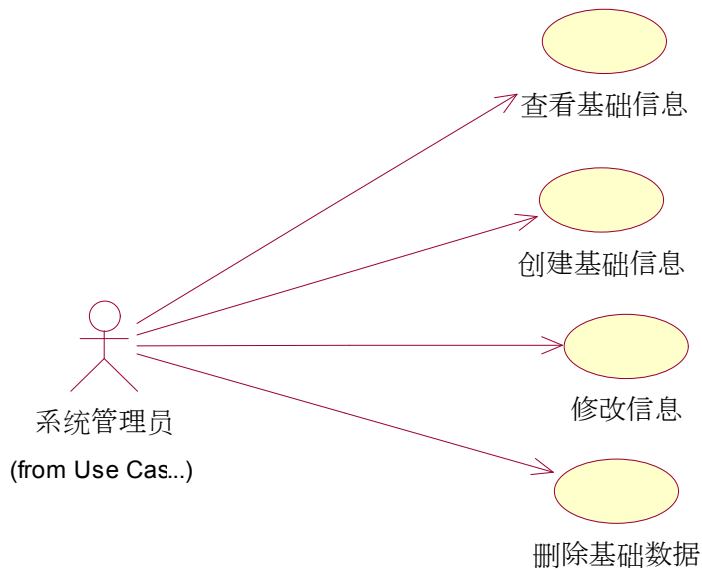 查看基础信息
创建基础信息
修改信息
系统管理员
(from Use Cas...)
删除基础数据